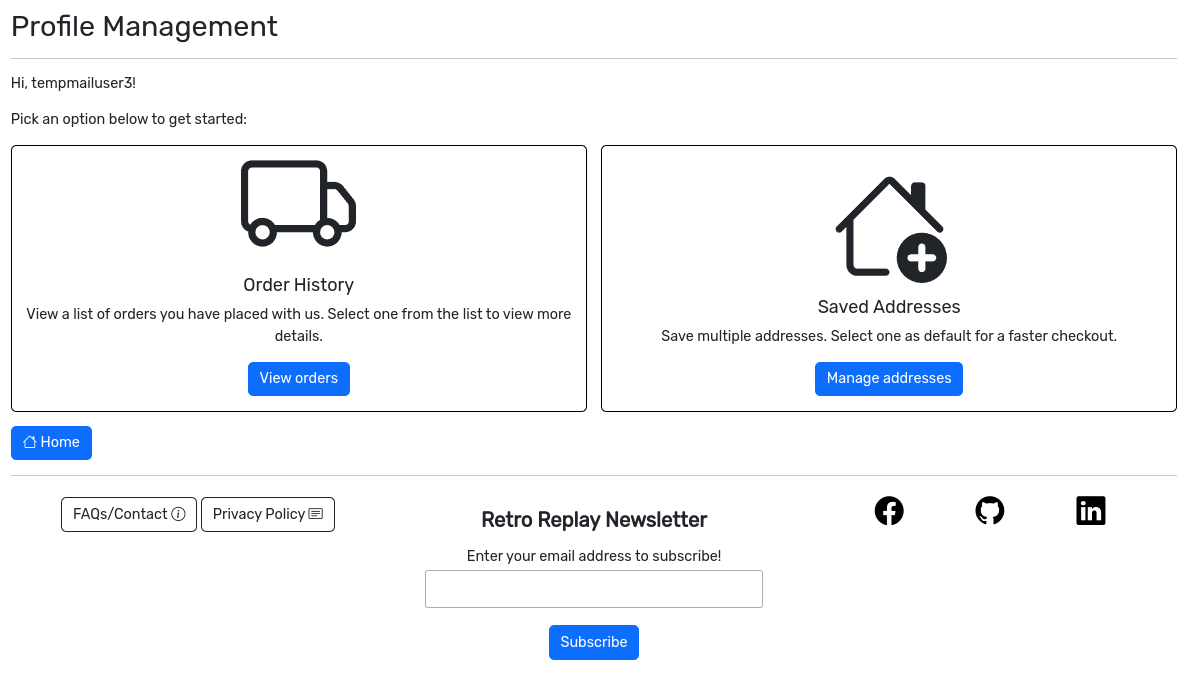 Profile Management
Hi, tempmailuser3!
Pick an option below to get started:
Order History
View a list of orders you have placed with us. Select one from the list to view more
details.
View orders
Saved Addresses
Save multiple addresses. Select one as default for a faster checkout.
Manage addresses
Home
FAQs/Contact
Privacy Policy
Retro Replay Newsletter
Enter your email address to subscribe!
Subscribe